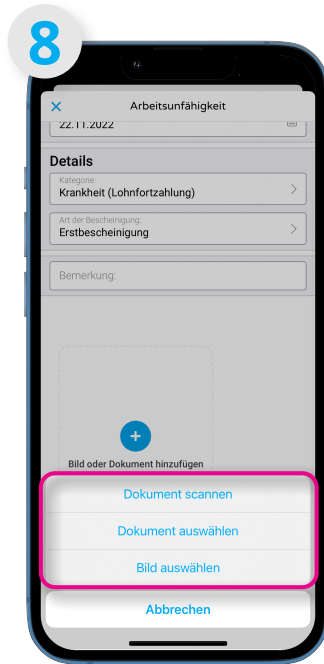 8
Arbeitsunfähigkeit
22.11.2022
Details
Kategorie:
Krankheit (Lohnfortzahlung)
Art der Bescheinigung:
Erstbescheinigung
Bemerkung:
Bild oder Dokument hinzufügen
Dokument scannen
Dokument auswählen
Bild auswählen
Abbrechen